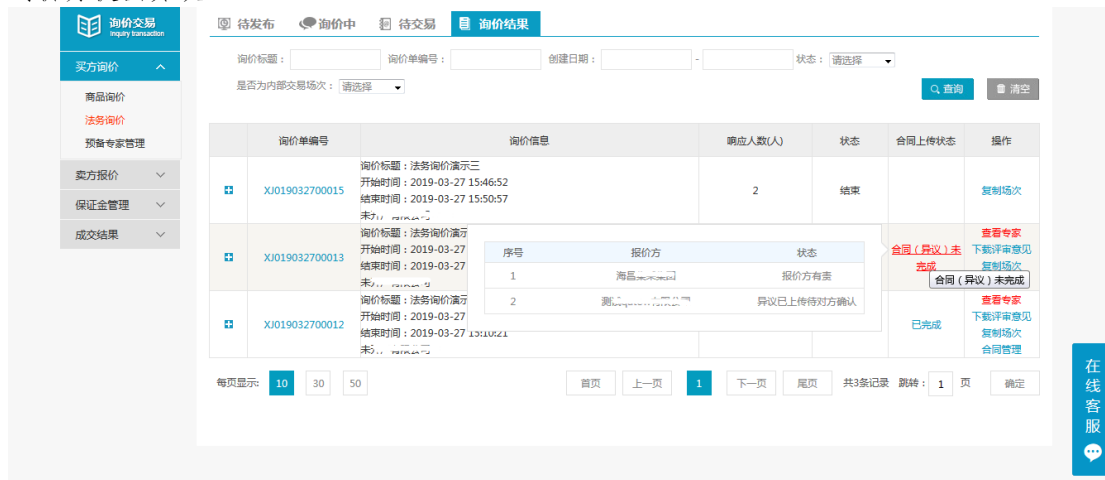 询价交易
Inquiry transaction
待发布 询价中 待交易 询价结果
买方询价
商品询价
法务询价
预备专家管理
卖方报价
保证金管理
成交结果
询价标题： 询价单编号： 创建日期： - 状态： 请选择
是否为内部交易场次： 请选择
查询 清空
询价单编号 询价信息 响应人数(人) 状态 合同上传状态 操作
XJ019032700015
询价标题：法务询价演示三
开始时间：2019-03-27 15:46:52
结束时间：2019-03-27 15:50:57
2 结束 复制场次
XJ019032700013
询价标题：法务询价演示
开始时间：2019-03-27
结束时间：2019-03-27
合同（异议）未
完成
查看专家
下载评审意见
复制场次
合同（异议）未完成
序号 报价方 状态
1 海昌 报价方有责
2 异议已上传待对方确认
XJ019032700012
询价标题：法务询价演
开始时间：2019-03-27
结束时间：2019-03-27 15:10:21
已完成
查看专家
下载评审意见
复制场次
合同管理
每页显示: 10 30 50
首页 上一页 1 下一页 尾页 共3条记录 跳转： 1 页 确定
在线客服